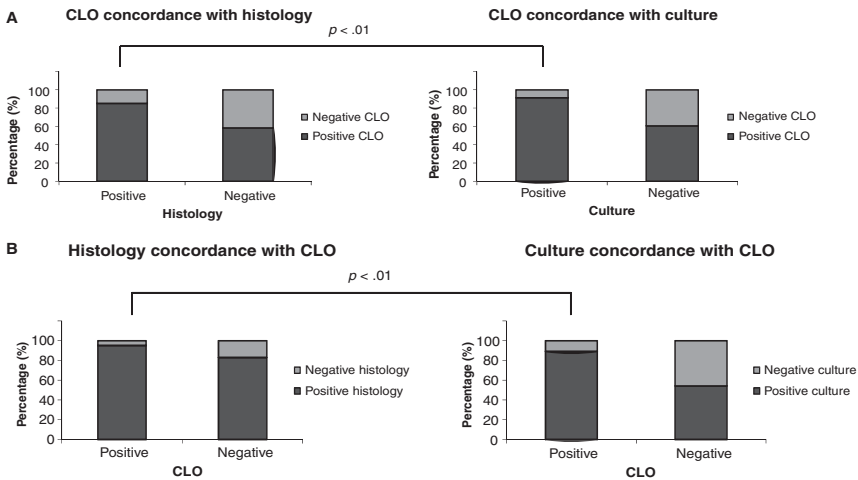 A
CLO concordance with histology
CLO concordance with culture
p < .01
Percentage (%)
100
80
60
40
20
0
Positive
Negative
Histology
Negative CLO
Positive CLO
Percentage (%)
100
80
60
40
20
0
Positive
Negative
Culture
Negative CLO
Positive CLO
B
Histology concordance with CLO
Culture concordance with CLO
p < .01
Percentage (%)
100
80
60
40
20
0
Positive
Negative
CLO
Negative histology
Positive histology
Percentage (%)
100
80
60
40
20
0
Positive
Negative
CLO
Negative culture
Positive culture